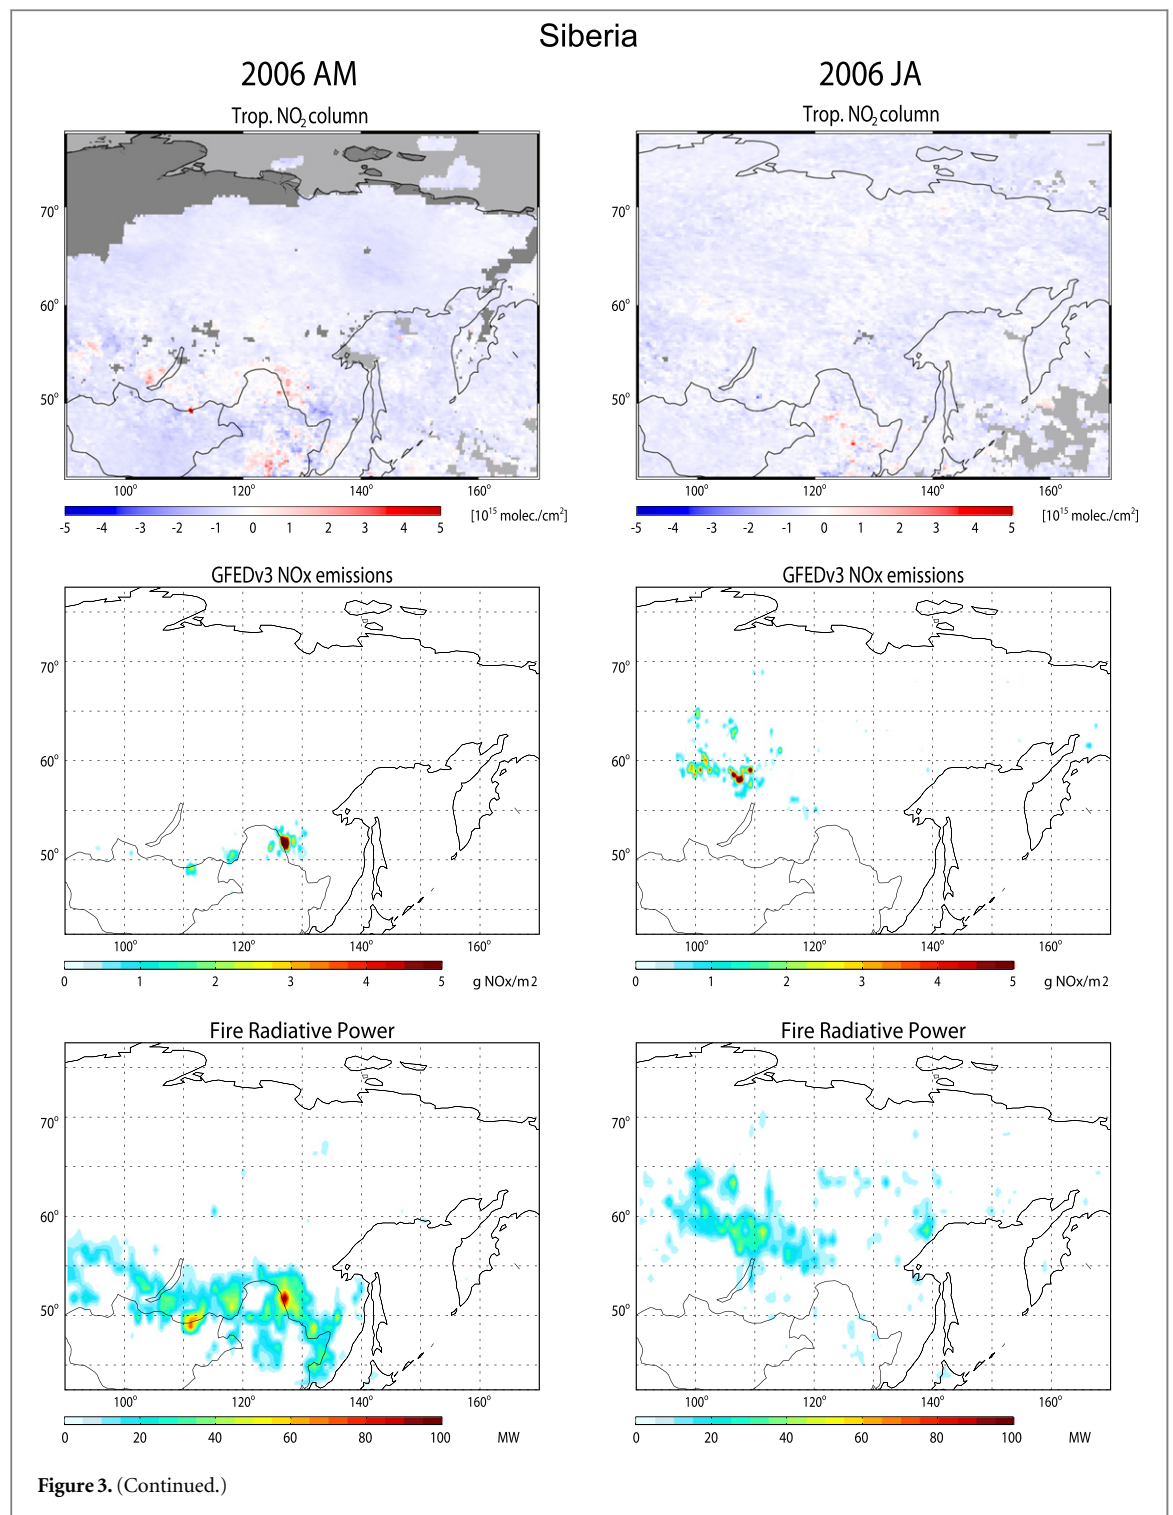 Siberia
2006 AM
2006 JA
Trop. NO2 column
Trop. NO2 column
70°
60°
50°
100° 120° 140° 160°
70°
60°
50°
100° 120° 140° 160°
-5 -4 -3 -2 -1 0 1 2 3 4 5 [10^15 molec./cm^2]
-5 -4 -3 -2 -1 0 1 2 3 4 5 [10^15 molec./cm^2]
GFEDv3 NOx emissions
GFEDv3 NOx emissions
70°
60°
50°
100° 120° 140° 160°
70°
60°
50°
100° 120° 140° 160°
0 1 2 3 4 5 g NOx/m2
0 1 2 3 4 5 g NOx/m2
Fire Radiative Power
Fire Radiative Power
70°
60°
50°
100° 120° 140° 160°
70°
60°
50°
100° 120° 140° 160°
0 20 40 60 80 100 MW
0 20 40 60 80 100 MW
Figure 3. (Continued.)